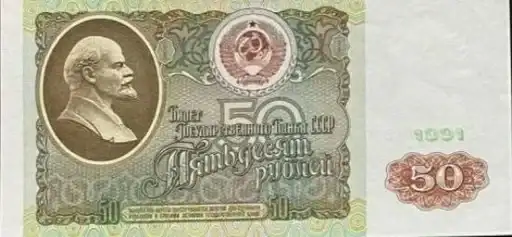 Билет
50
Государственного Банка СССР
1991
Пятьдесят
рублей
50
50
50